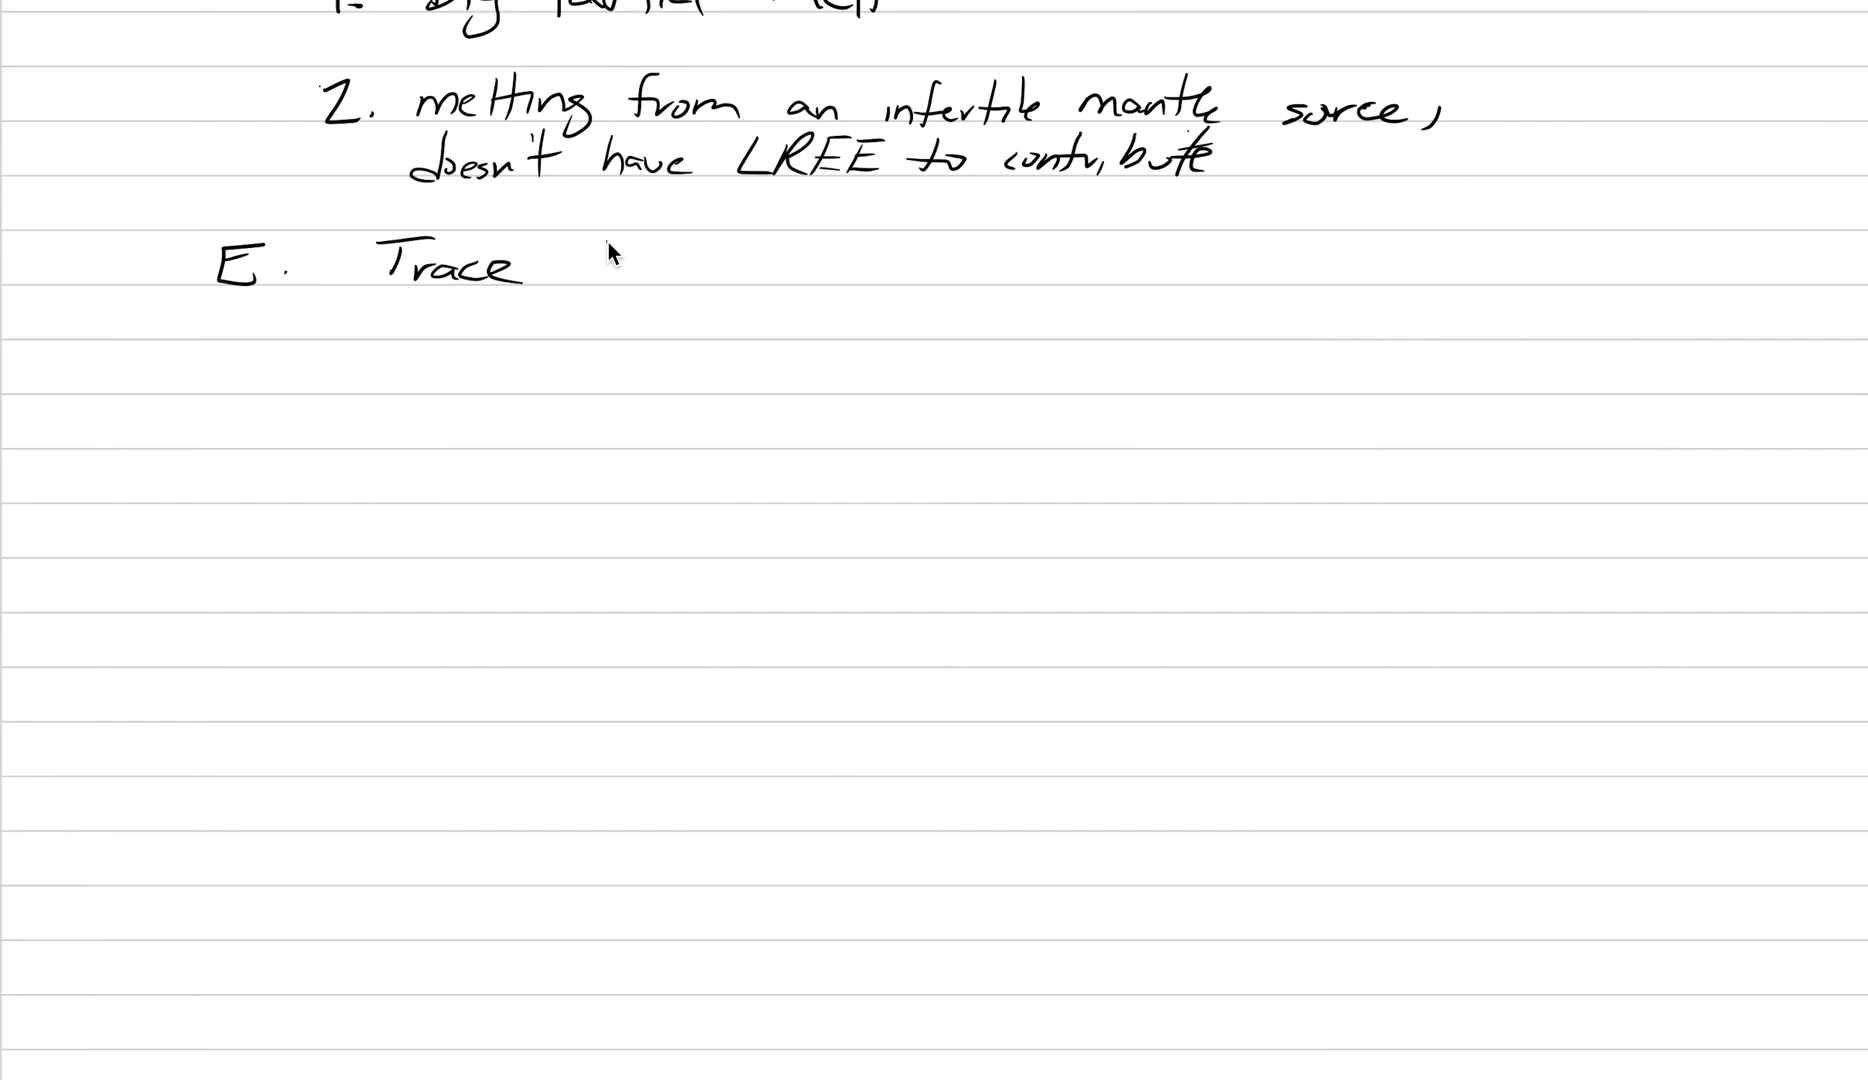 2. melting from an infertile mantle sorce,
doesn't have LREE to contribute
E. Trace